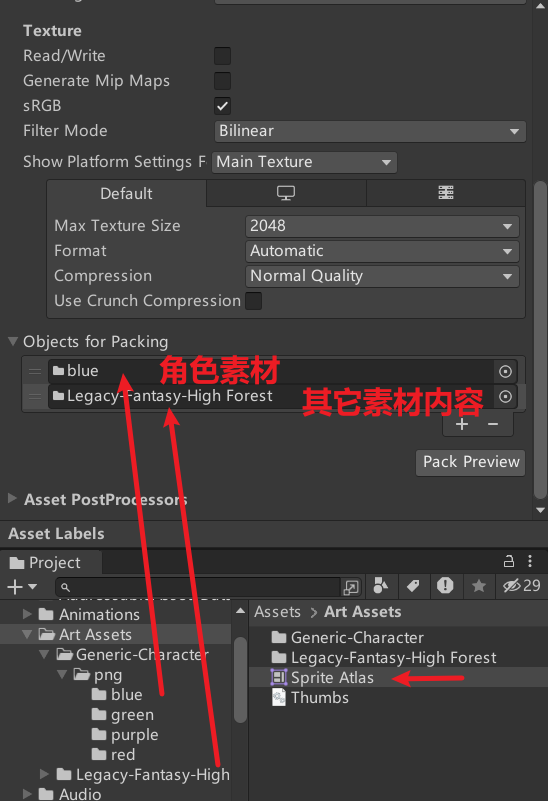 Texture
Read/Write
Generate Mip Maps
sRGB
Filter Mode Bilinear
Show Platform Settings F Main Texture
Default
Max Texture Size 2048
Format Automatic
Compression Normal Quality
Use Crunch Compression
Objects for Packing
blue 角色素材
Legacy-Fantasy-High Forest 其它素材内容
+ −
Pack Preview
Asset PostProcessors
Asset Labels
Project
29
Animations
Art Assets
Generic-Character
png
blue
green
purple
red
Legacy-Fantasy-High
Audio
Assets > Art Assets
Generic-Character
Legacy-Fantasy-High Forest
Sprite Atlas
Thumbs